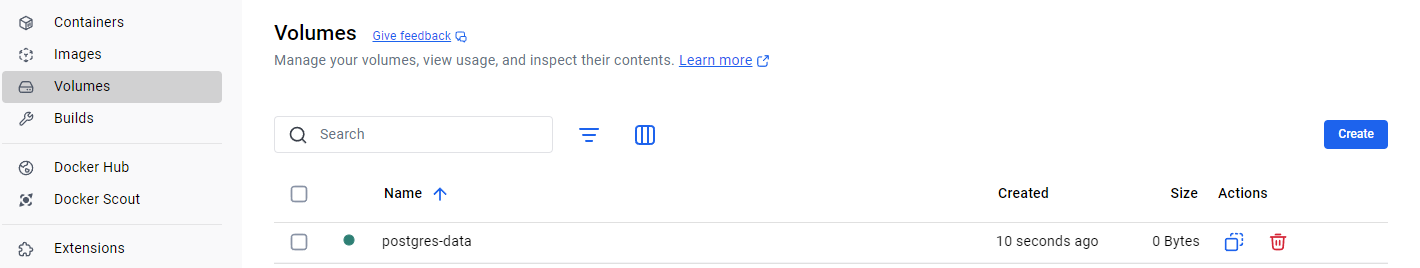 Containers
Images
Volumes
Builds
Docker Hub
Docker Scout
Extensions
Volumes Give feedback
Manage your volumes, view usage, and inspect their contents. Learn more
Search
Create
Name Created Size Actions
postgres-data 10 seconds ago 0 Bytes